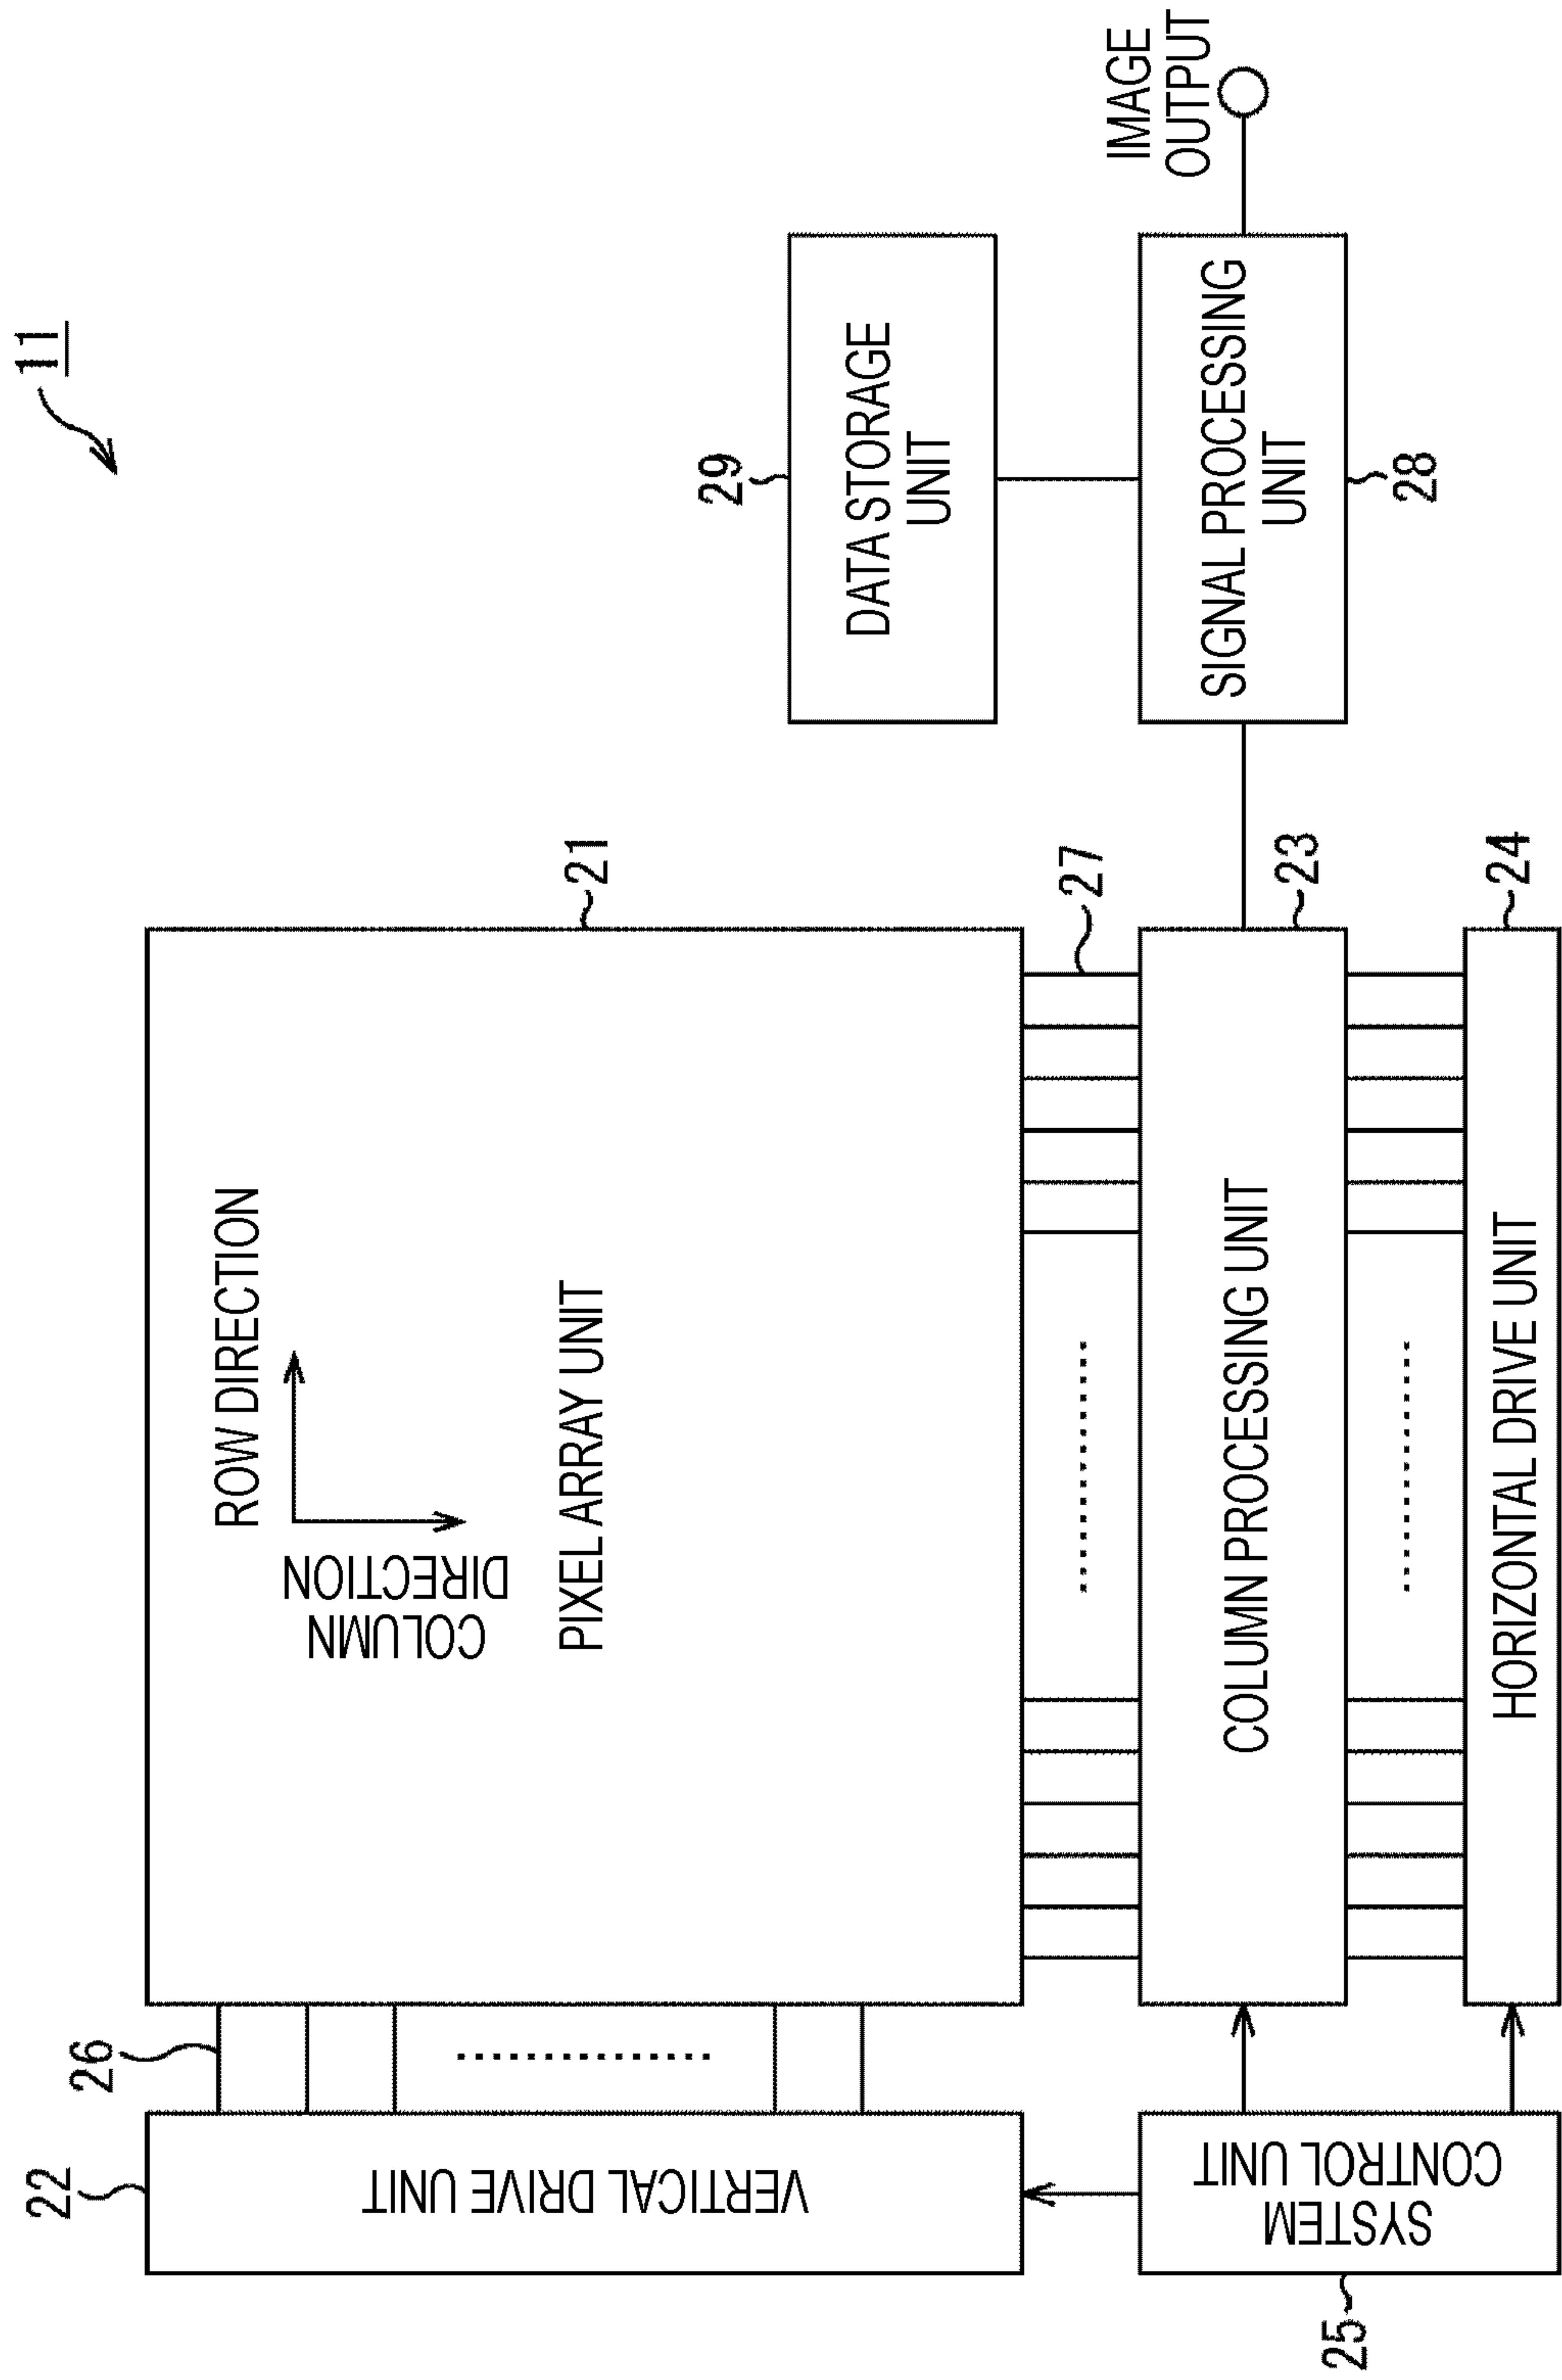 11
22
26
21
VERTICAL DRIVE UNIT
ROW DIRECTION
COLUMN
DIRECTION
PIXEL ARRAY UNIT
29
DATA STORAGE
UNIT
27
IMAGE
OUTPUT
25
SYSTEM
CONTROL UNIT
COLUMN PROCESSING UNIT
23
SIGNAL PROCESSING
UNIT
28
HORIZONTAL DRIVE UNIT
24